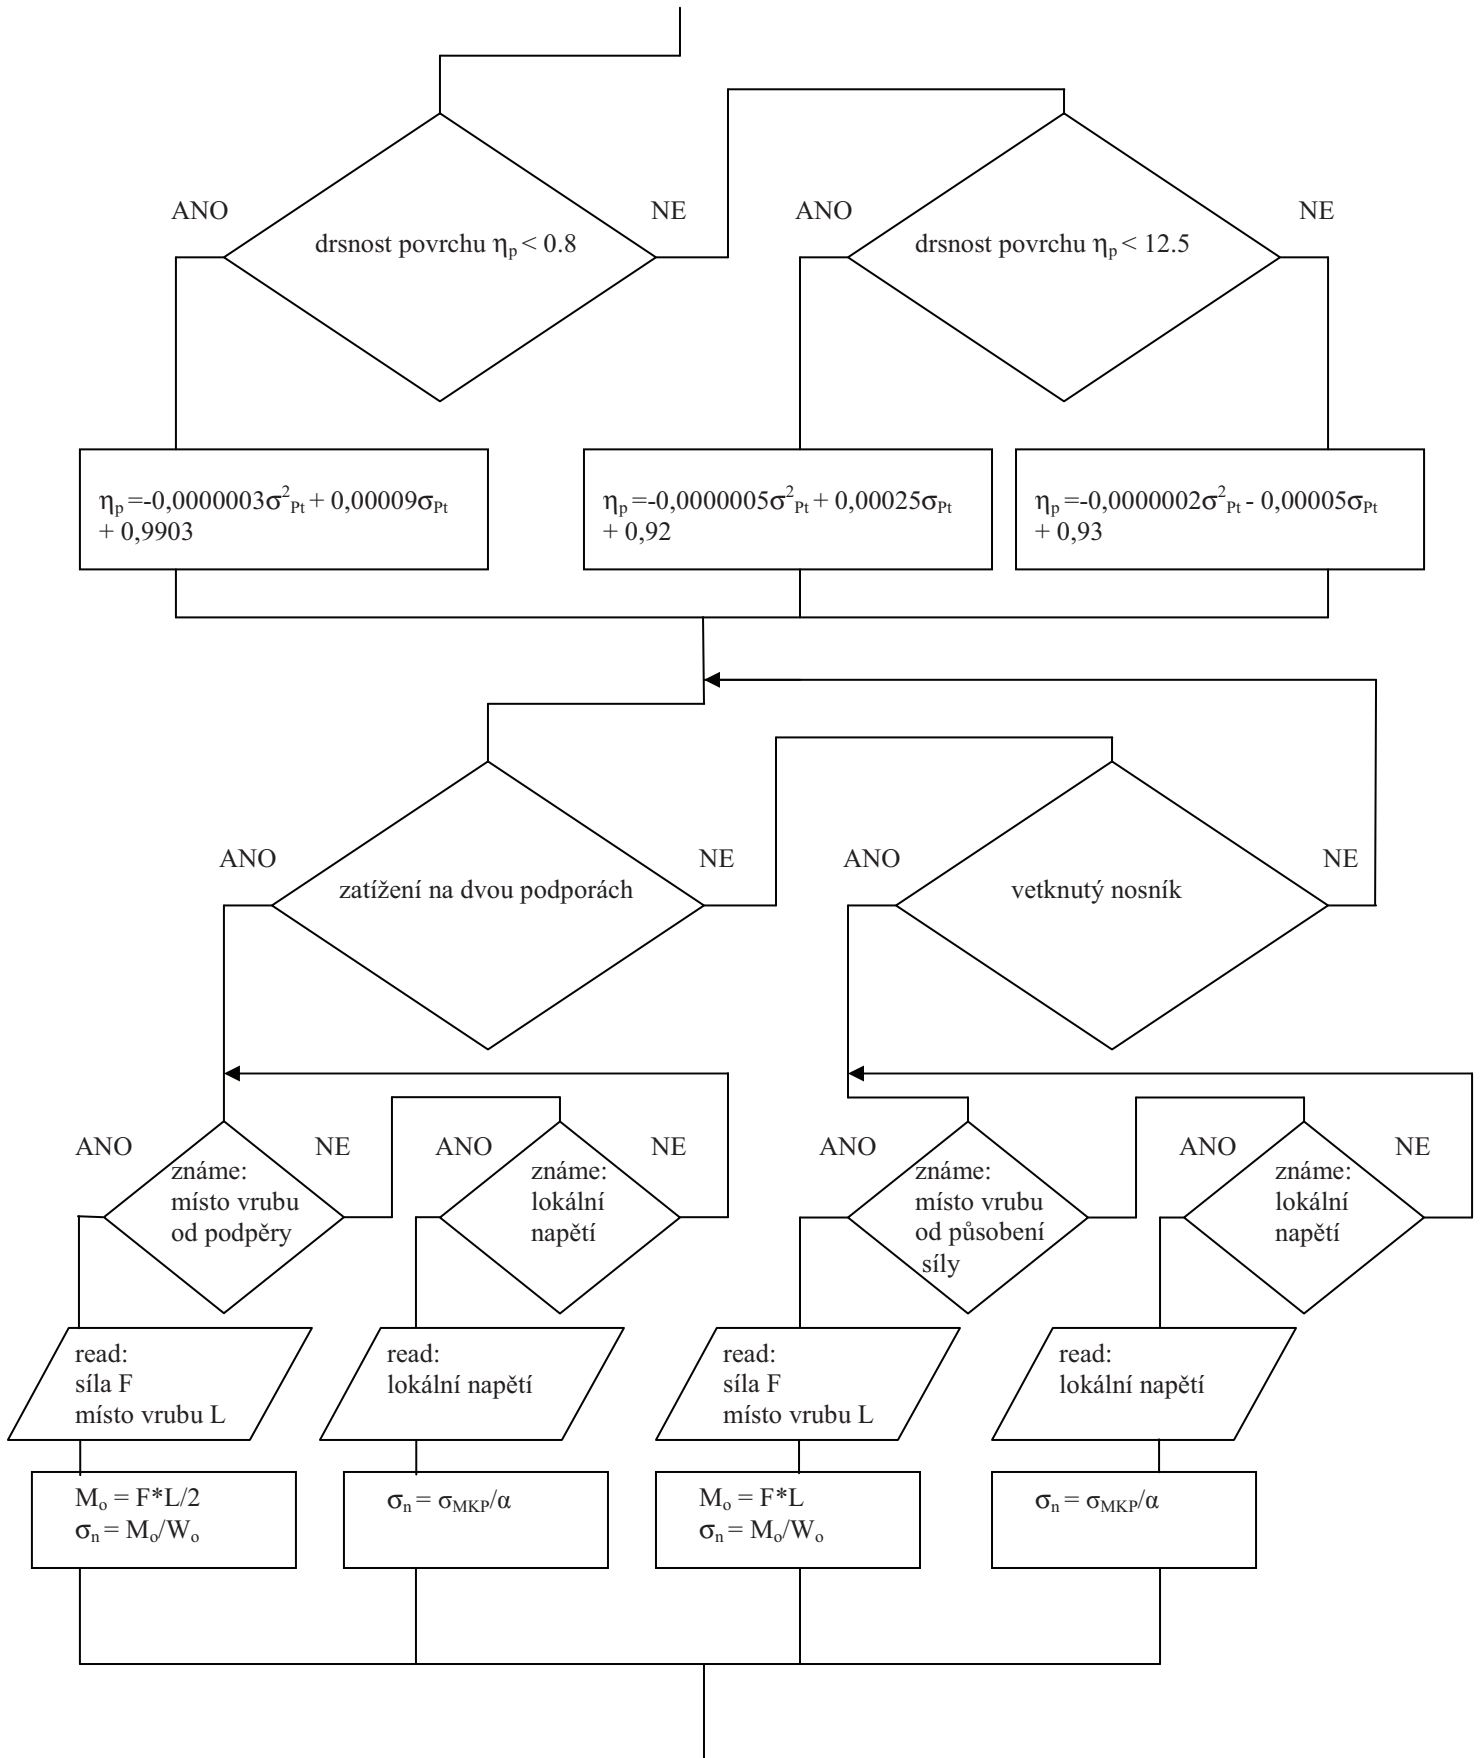 ANO
NE
ANO
NE
drsnost povrchu ηp < 0.8
drsnost povrchu ηp < 12.5
ηp =-0,0000003σ²Pt + 0,00009σPt
+ 0,9903
ηp =-0,0000005σ²Pt + 0,00025σPt
+ 0,92
ηp =-0,0000002σ²Pt - 0,00005σPt
+ 0,93
ANO
NE
ANO
NE
zatížení na dvou podporách
vetknutý nosník
ANO
NE
ANO
NE
ANO
NE
ANO
NE
známe:
místo vrubu
od podpěry
známe:
lokální
napětí
známe:
místo vrubu
od působení
síly
známe:
lokální
napětí
read:
síla F
místo vrubu L
read:
lokální napětí
read:
síla F
místo vrubu L
read:
lokální napětí
Mo = F*L/2
σn = Mo/Wo
σn = σMKP/α
Mo = F*L
σn = Mo/Wo
σn = σMKP/α